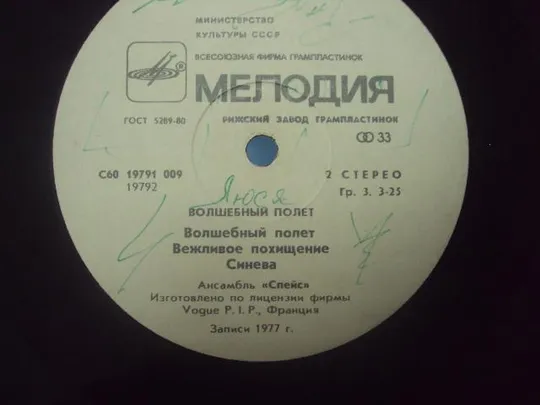 МИНИСТЕРСТВО
КУЛЬТУРЫ СССР
ВСЕСОЮЗНАЯ ФИРМА ГРАМПЛАСТИНОК
® МЕЛОДИЯ
ГОСТ 5289-80 РИЖСКИЙ ЗАВОД ГРАМПЛАСТИНОК 33
С60 19791 009 2 СТЕРЕО
19792 Гр. 3. 3-25
ВОЛШЕБНЫЙ ПОЛЕТ
Волшебный полет
Вежливое похищение
Синева
Ансамбль «Спейс»
Изготовлено по лицензии фирмы
Vogue P. I. P., Франция
Записи 1977 г.